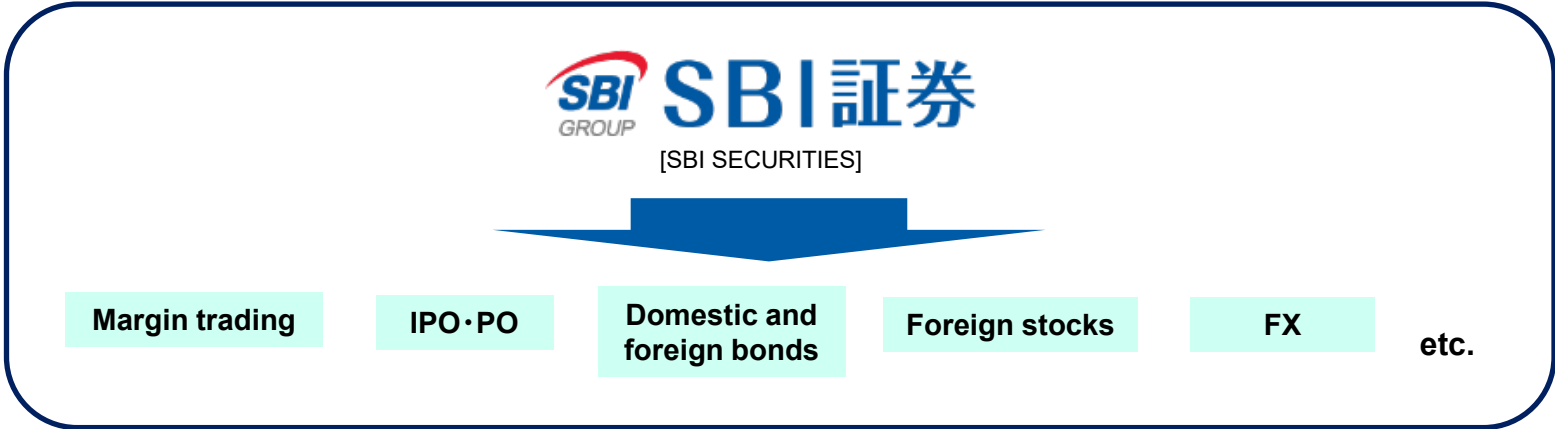 SBI
GROUP
SBI証券
[SBI SECURITIES]
Margin trading
IPO・PO
Domestic and
foreign bonds
Foreign stocks
FX
etc.